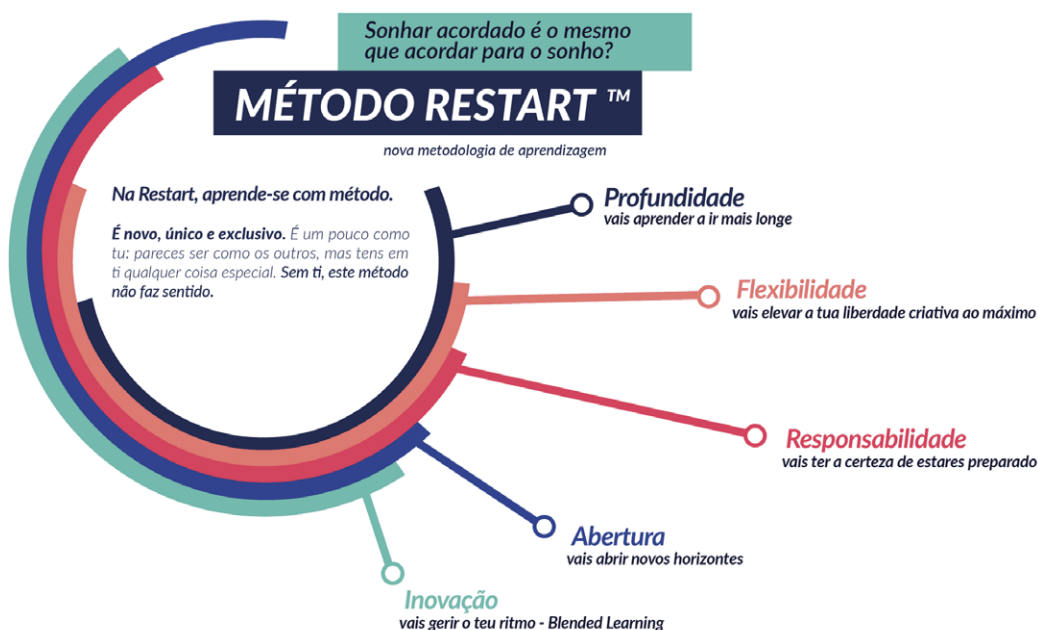 Sonhar acordado é o mesmo
que acordar para o sonho?
MÉTODO RESTART ™
nova metodologia de aprendizagem
Na Restart, aprende-se com método.
É novo, único e exclusivo. É um pouco como
tu: pareces ser como os outros, mas tens em
ti qualquer coisa especial. Sem ti, este método
não faz sentido.
Profundidade
vais aprender a ir mais longe
Flexibilidade
vais elevar a tua liberdade criativa ao máximo
Responsabilidade
vais ter a certeza de estares preparado
Abertura
vais abrir novos horizontes
Inovação
vais gerir o teu ritmo - Blended Learning